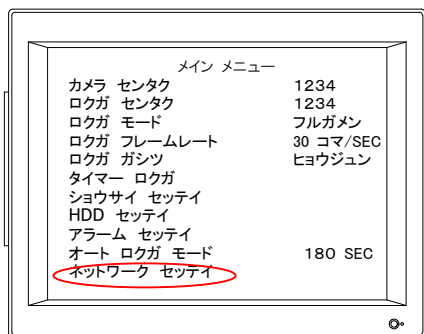 メイン メニュー
カメラ センタク 1234
ロクガ センタク 1234
ロクガ モード フルガメン
ロクガ フレームレート 30 コマ/SEC
ロクガ ガシツ ヒョウジュン
タイマー ロクガ
ショウサイ セッテイ
HDD セッテイ
アラーム セッテイ
オート ロクガ モード 180 SEC
ネットワーク セッテイ